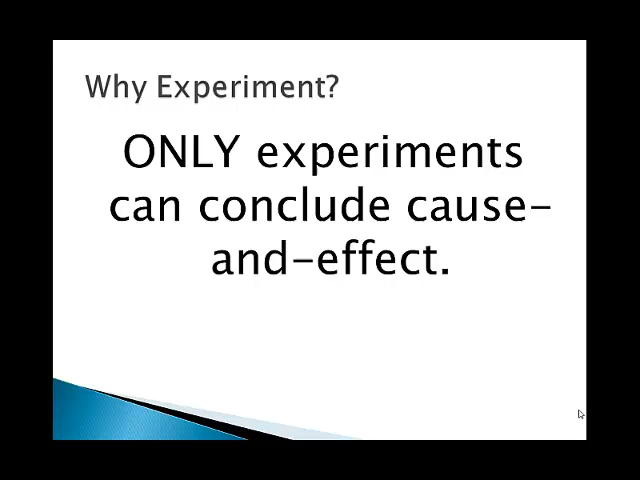 Why Experiment?
ONLY experiments
can conclude cause-
and-effect.